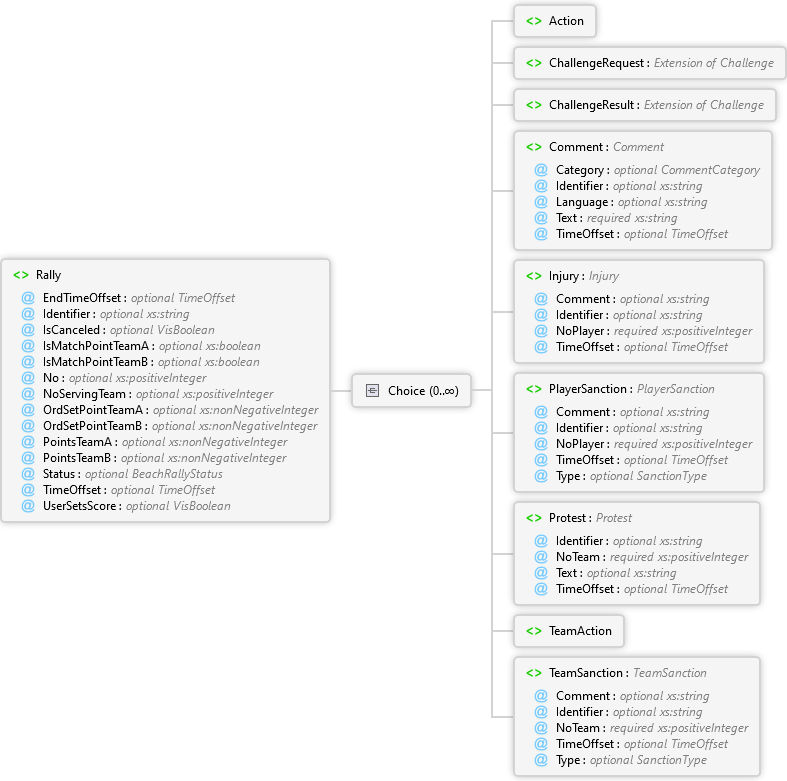 <> Rally
@ EndTimeOffset : optional TimeOffset
@ Identifier : optional xs:string
@ IsCanceled : optional VisBoolean
@ IsMatchPointTeamA : optional xs:boolean
@ IsMatchPointTeamB : optional xs:boolean
@ No : optional xs:positiveInteger
@ NoServingTeam : optional xs:positiveInteger
@ OrdSetPointTeamA : optional xs:nonNegativeInteger
@ OrdSetPointTeamB : optional xs:nonNegativeInteger
@ PointsTeamA : optional xs:nonNegativeInteger
@ PointsTeamB : optional xs:nonNegativeInteger
@ Status : optional BeachRallyStatus
@ TimeOffset : optional TimeOffset
@ UserSetsScore : optional VisBoolean
Choice (0..∞)
<> Action
<> ChallengeRequest : Extension of Challenge
<> ChallengeResult : Extension of Challenge
<> Comment : Comment
@ Category : optional CommentCategory
@ Identifier : optional xs:string
@ Language : optional xs:string
@ Text : required xs:string
@ TimeOffset : optional TimeOffset
<> Injury : Injury
@ Comment : optional xs:string
@ Identifier : optional xs:string
@ NoPlayer : required xs:positiveInteger
@ TimeOffset : optional TimeOffset
<> PlayerSanction : PlayerSanction
@ Comment : optional xs:string
@ Identifier : optional xs:string
@ NoPlayer : required xs:positiveInteger
@ TimeOffset : optional TimeOffset
@ Type : optional SanctionType
<> Protest : Protest
@ Identifier : optional xs:string
@ NoTeam : required xs:positiveInteger
@ Text : optional xs:string
@ TimeOffset : optional TimeOffset
<> TeamAction
<> TeamSanction : TeamSanction
@ Comment : optional xs:string
@ Identifier : optional xs:string
@ NoTeam : required xs:positiveInteger
@ TimeOffset : optional TimeOffset
@ Type : optional SanctionType